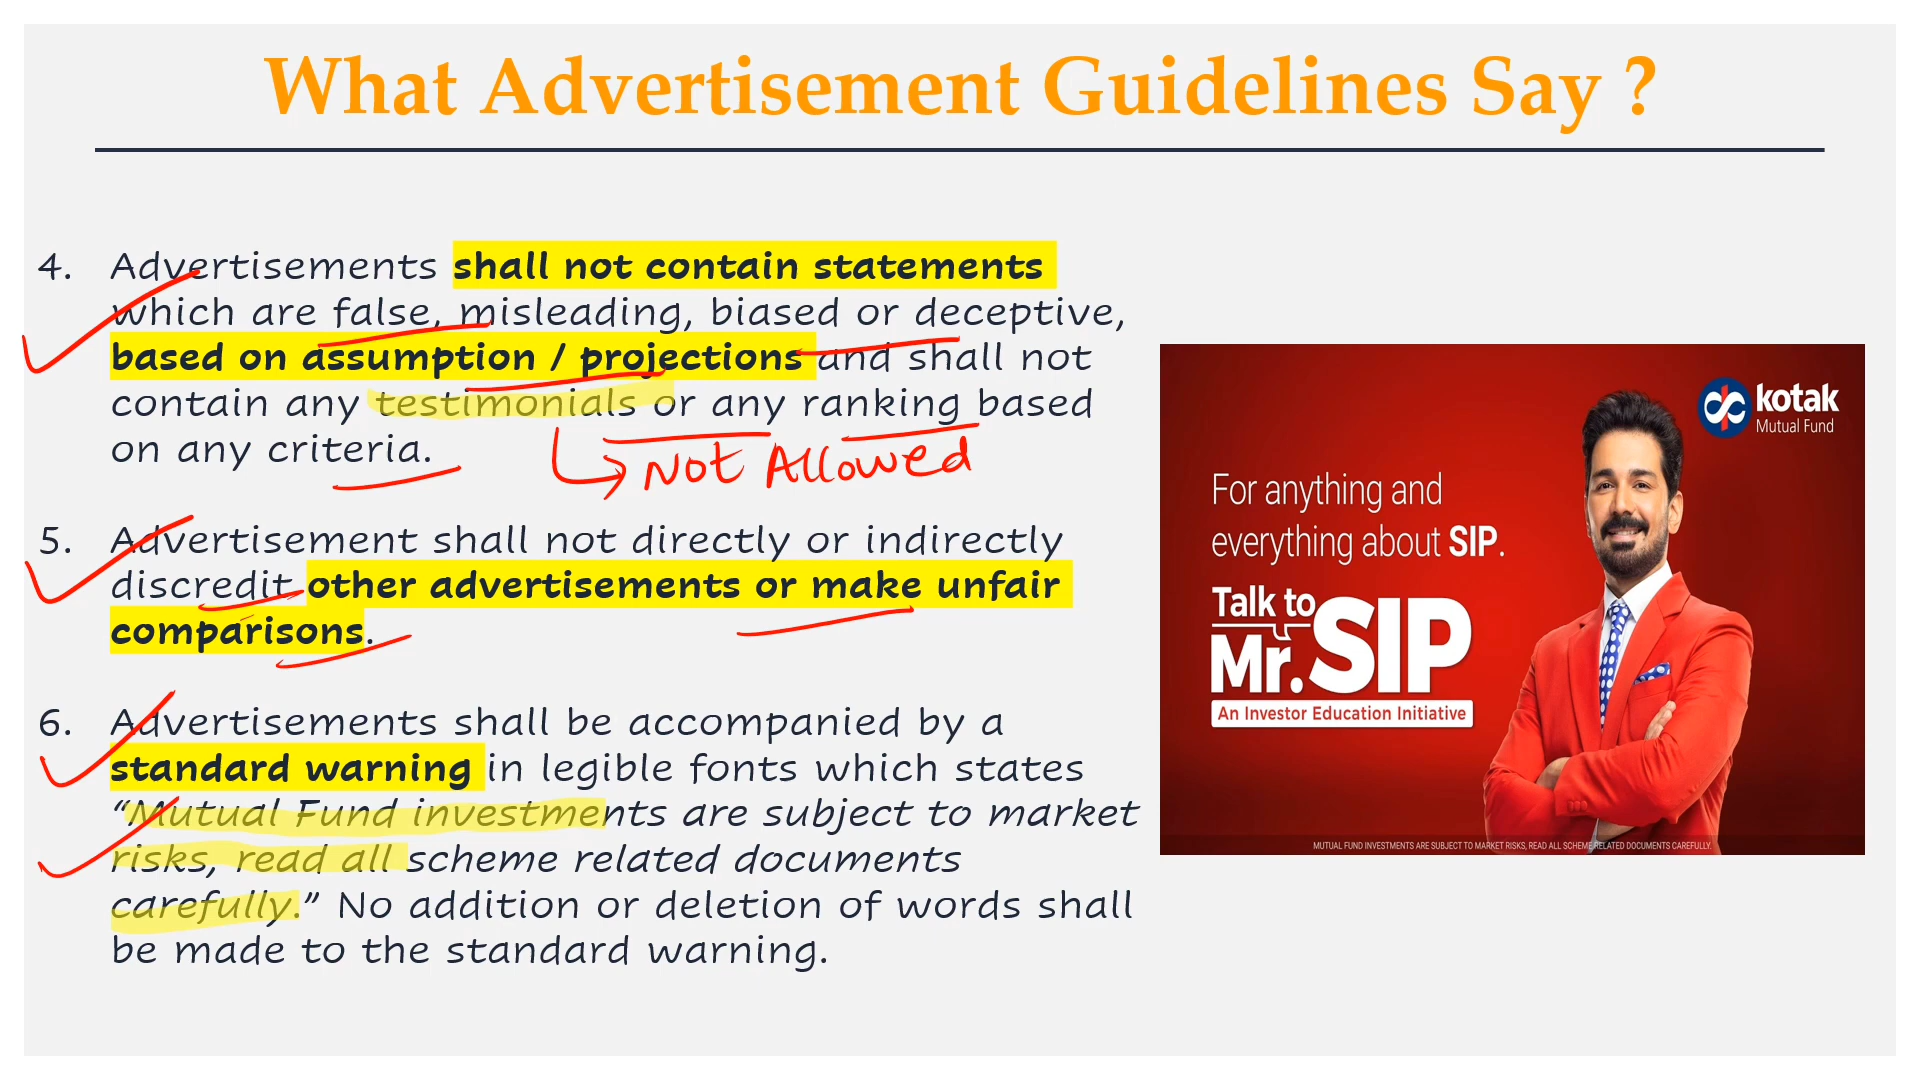 What Advertisement Guidelines Say ?
4. Advertisements shall not contain statements
which are false, misleading, biased or deceptive,
based on assumption / projections and shall not
contain any testimonials or any ranking based
on any criteria.
NOT Allowed
5. Advertisement shall not directly or indirectly
discredit other advertisements or make unfair
comparisons.
6. Advertisements shall be accompanied by a
standard warning in legible fonts which states
“Mutual Fund investments are subject to market
risks, read all scheme related documents
carefully.” No addition or deletion of words shall
be made to the standard warning.
kotak
Mutual Fund
For anything and
everything about SIP.
Talk to
Mr. SIP
An Investor Education Initiative
MUTUAL FUND INVESTMENTS ARE SUBJECT TO MARKET RISKS, READ ALL SCHEME RELATED DOCUMENTS CAREFULLY.